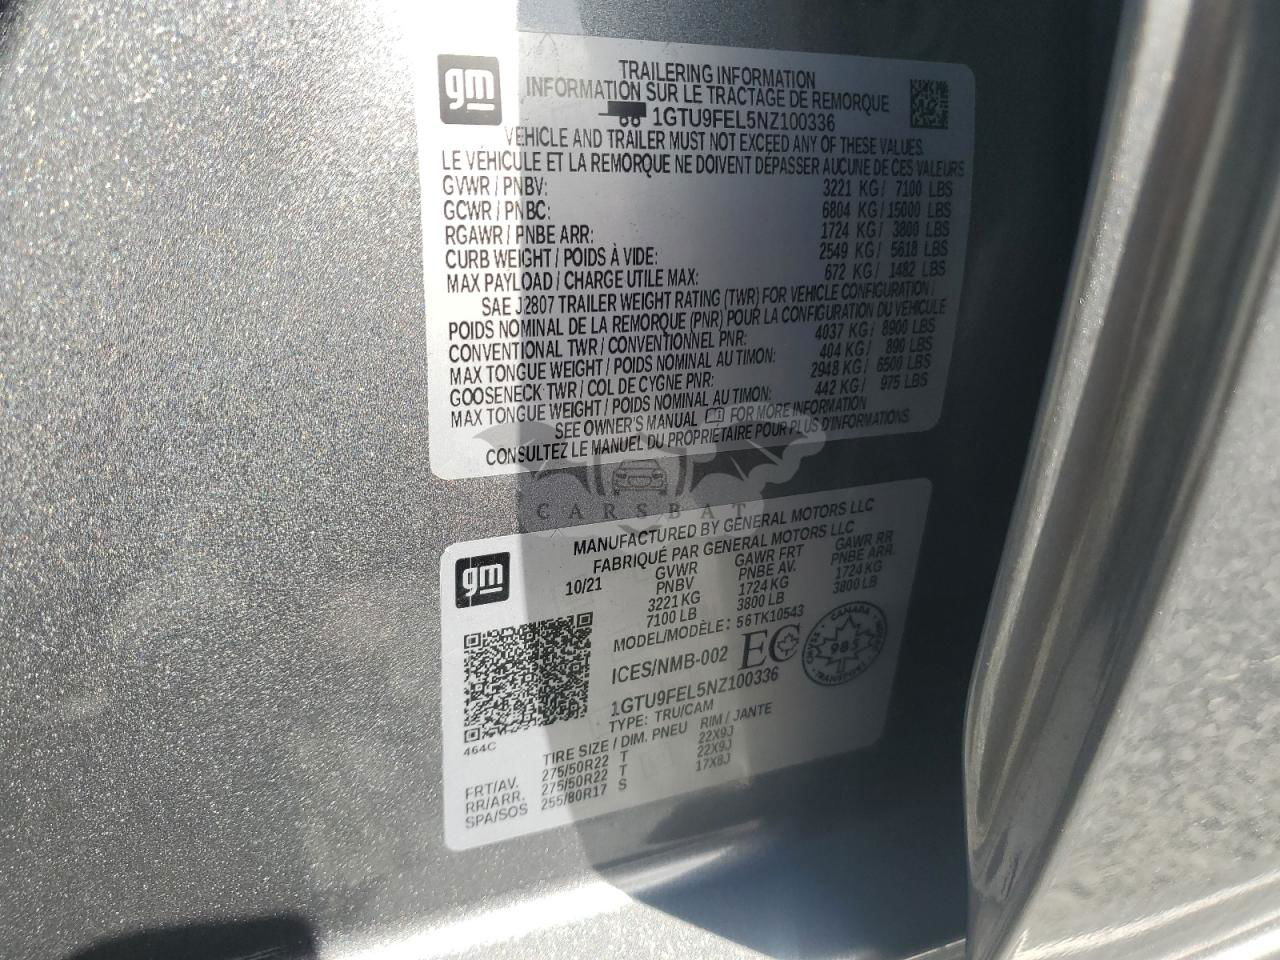 gm
TRAILERING INFORMATION
INFORMATION SUR LE TRACTAGE DE REMORQUE
1GTU9FEL5NZ100336
VEHICLE AND TRAILER MUST NOT EXCEED ANY OF THESE VALUES.
LE VÉHICULE ET LA REMORQUE NE DOIVENT DÉPASSER AUCUNE DE CES VALEURS
GVWR / PNBV: 3221 KG / 7100 LBS
GCWR / PNBC: 6804 KG / 15000 LBS
RGAWR / PNBE ARR: 1724 KG / 3800 LBS
CURB WEIGHT / POIDS À VIDE: 2549 KG / 5618 LBS
MAX PAYLOAD / CHARGE UTILE MAX: 672 KG / 1482 LBS
SAE J2807 TRAILER WEIGHT RATING (TWR) FOR VEHICLE CONFIGURATION /
POIDS NOMINAL DE LA REMORQUE (PNR) POUR LA CONFIGURATION DU VÉHICULE
CONVENTIONAL TWR / CONVENTIONNEL PNR: 4037 KG / 8900 LBS
MAX TONGUE WEIGHT / POIDS NOMINAL AU TIMON: 404 KG / 890 LBS
GOOSENECK TWR / COL DE CYGNE PNR: 2948 KG / 6500 LBS
MAX TONGUE WEIGHT / POIDS NOMINAL AU TIMON: 442 KG / 975 LBS
SEE OWNER'S MANUAL FOR MORE INFORMATION
CONSULTEZ LE MANUEL DU PROPRIÉTAIRE POUR PLUS D'INFORMATIONS
CARSBAT
gm
MANUFACTURED BY GENERAL MOTORS LLC
FABRIQUÉ PAR GENERAL MOTORS LLC
10/21 GVWR GAWR FRT GAWR RR
PNBV PNBE AV. PNBE ARR.
3221 KG 1724 KG 1724 KG
7100 LB 3800 LB 3800 LB
MODEL/MODÈLE: 56TK10543
ICES/NMB-002 EC
CANADA 985 TRANSPORT
1GTU9FEL5NZ100336
TYPE: TRU/CAM
464C
TIRE SIZE / DIM. PNEU RIM / JANTE
FRT/AV. 275/50R22 T 22X9J
RR/ARR. 275/50R22 T 22X9J
SPA/SOS 255/80R17 S 17X8J